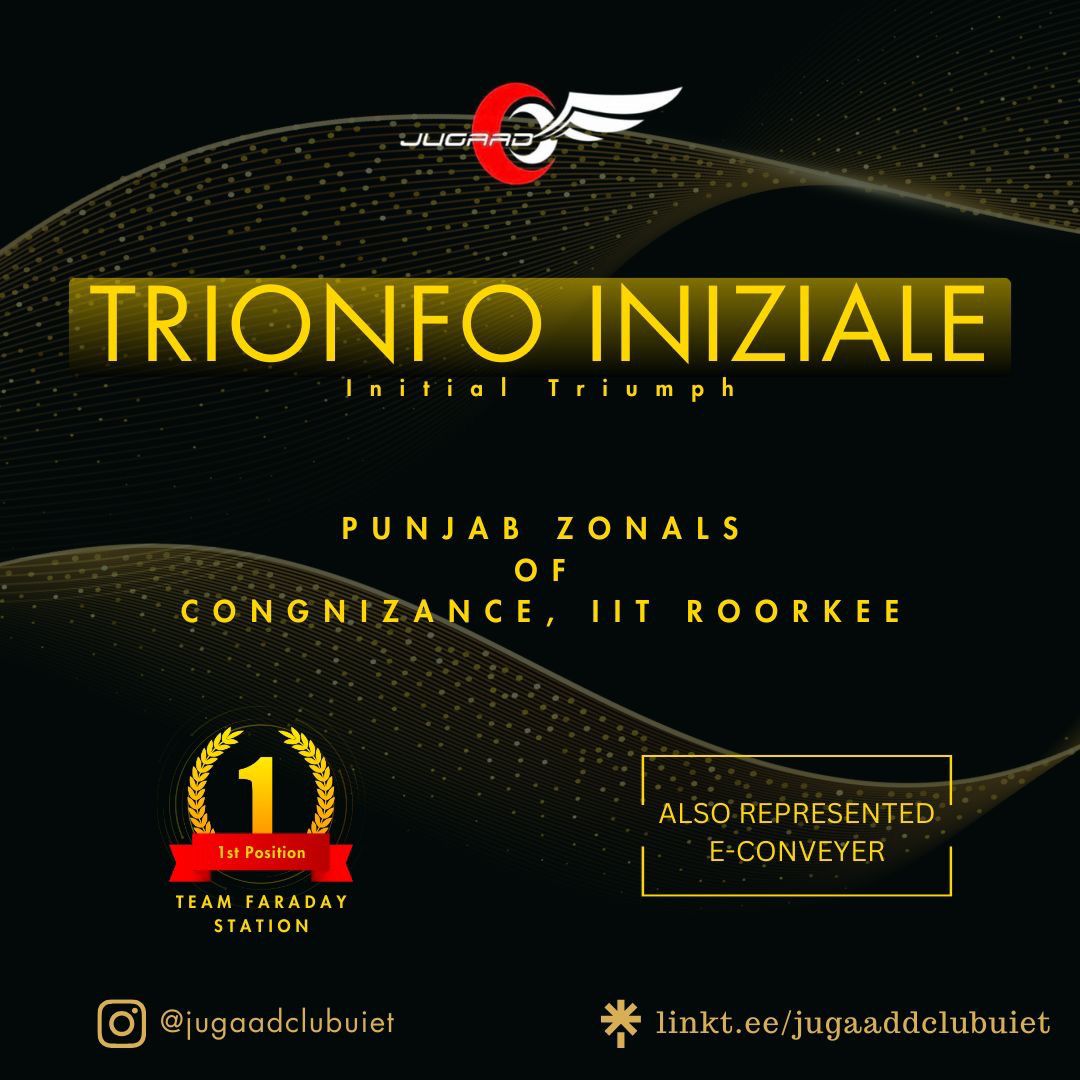 JUGAAD
TRIONFO INIZIALE
Initial Triumph
PUNJAB ZONALS
OF
CONGNIZANCE, IIT ROORKEE
1
1st Position
TEAM FARADAY
STATION
ALSO REPRESENTED
E-CONVEYER
@jugaadclubuiet
linkt.ee/jugaaddclubuiet